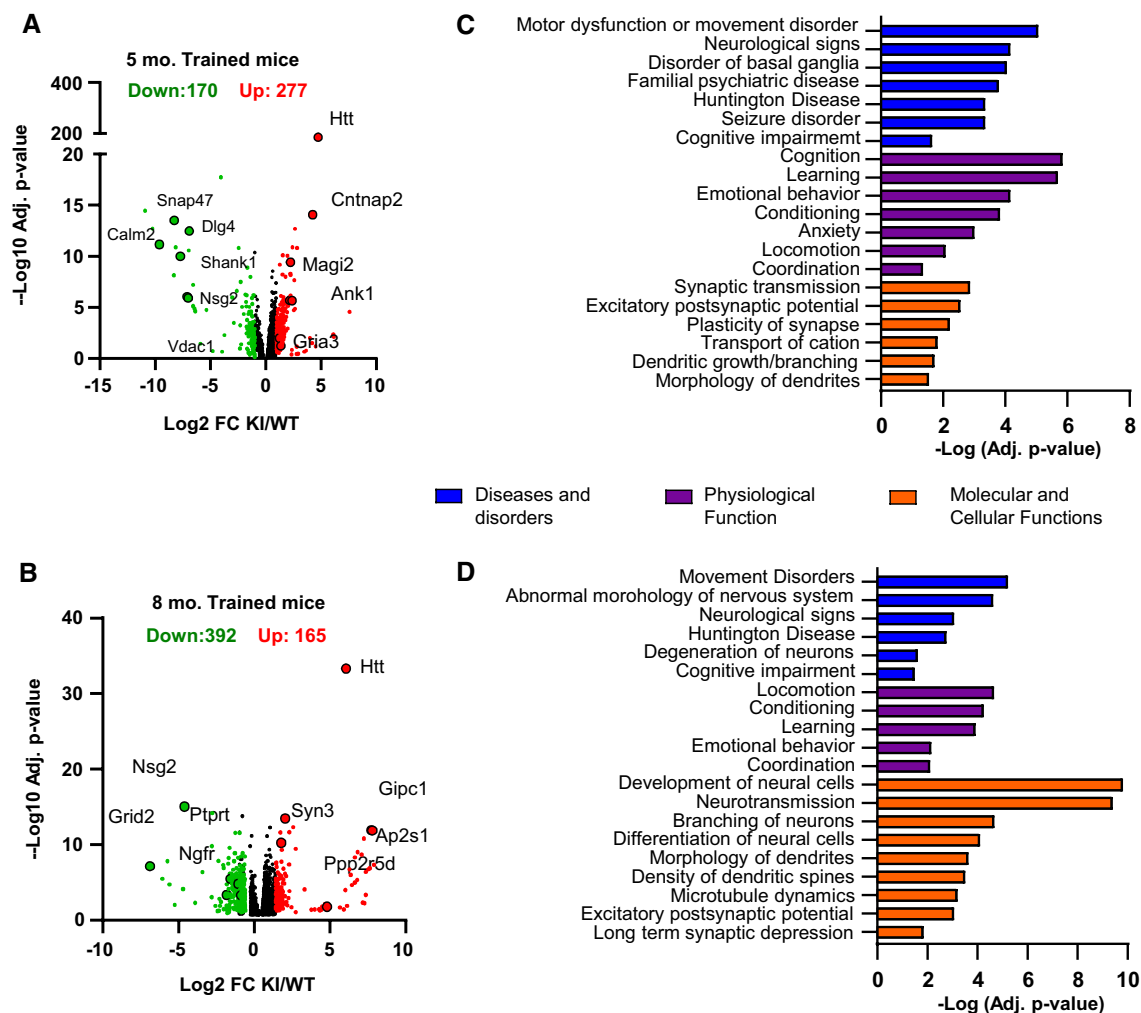 A
5 mo. Trained mice
Down:170 Up: 277
400
200
20
15
10
5
0
--Log10 Adj. p-value
Htt
Cntnap2
Snap47
Calm2
Dlg4
Shank1
Magi2
Nsg2
Ank1
Vdac1
Gria3
-15 -10 -5 0 5 10
Log2 FC KI/WT
C
Motor dysfunction or movement disorder
Neurological signs
Disorder of basal ganglia
Familial psychiatric disease
Huntington Disease
Seizure disorder
Cognitive impairmemt
Cognition
Learning
Emotional behavior
Conditioning
Anxiety
Locomotion
Coordination
Synaptic transmission
Excitatory postsynaptic potential
Plasticity of synapse
Transport of cation
Dendritic growth/branching
Morphology of dendrites
0 2 4 6 8
-Log (Adj. p-value)
Diseases and
disorders
Physiological
Function
Molecular and
Cellular Functions
B
8 mo. Trained mice
Down:392 Up: 165
40
30
20
10
0
--Log10 Adj. p-value
Htt
Nsg2
Gipc1
Grid2
Ptprt
Syn3
Ap2s1
Ngfr
Ppp2r5d
-10 -5 0 5 10
Log2 FC KI/WT
D
Movement Disorders
Abnormal morohology of nervous system
Neurological signs
Huntington Disease
Degeneration of neurons
Cognitive impairment
Locomotion
Conditioning
Learning
Emotional behavior
Coordination
Development of neural cells
Neurotransmission
Branching of neurons
Differentiation of neural cells
Morphology of dendrites
Density of dendritic spines
Microtubule dynamics
Excitatory postsynaptic potential
Long term synaptic depression
0 2 4 6 8 10
-Log (Adj. p-value)